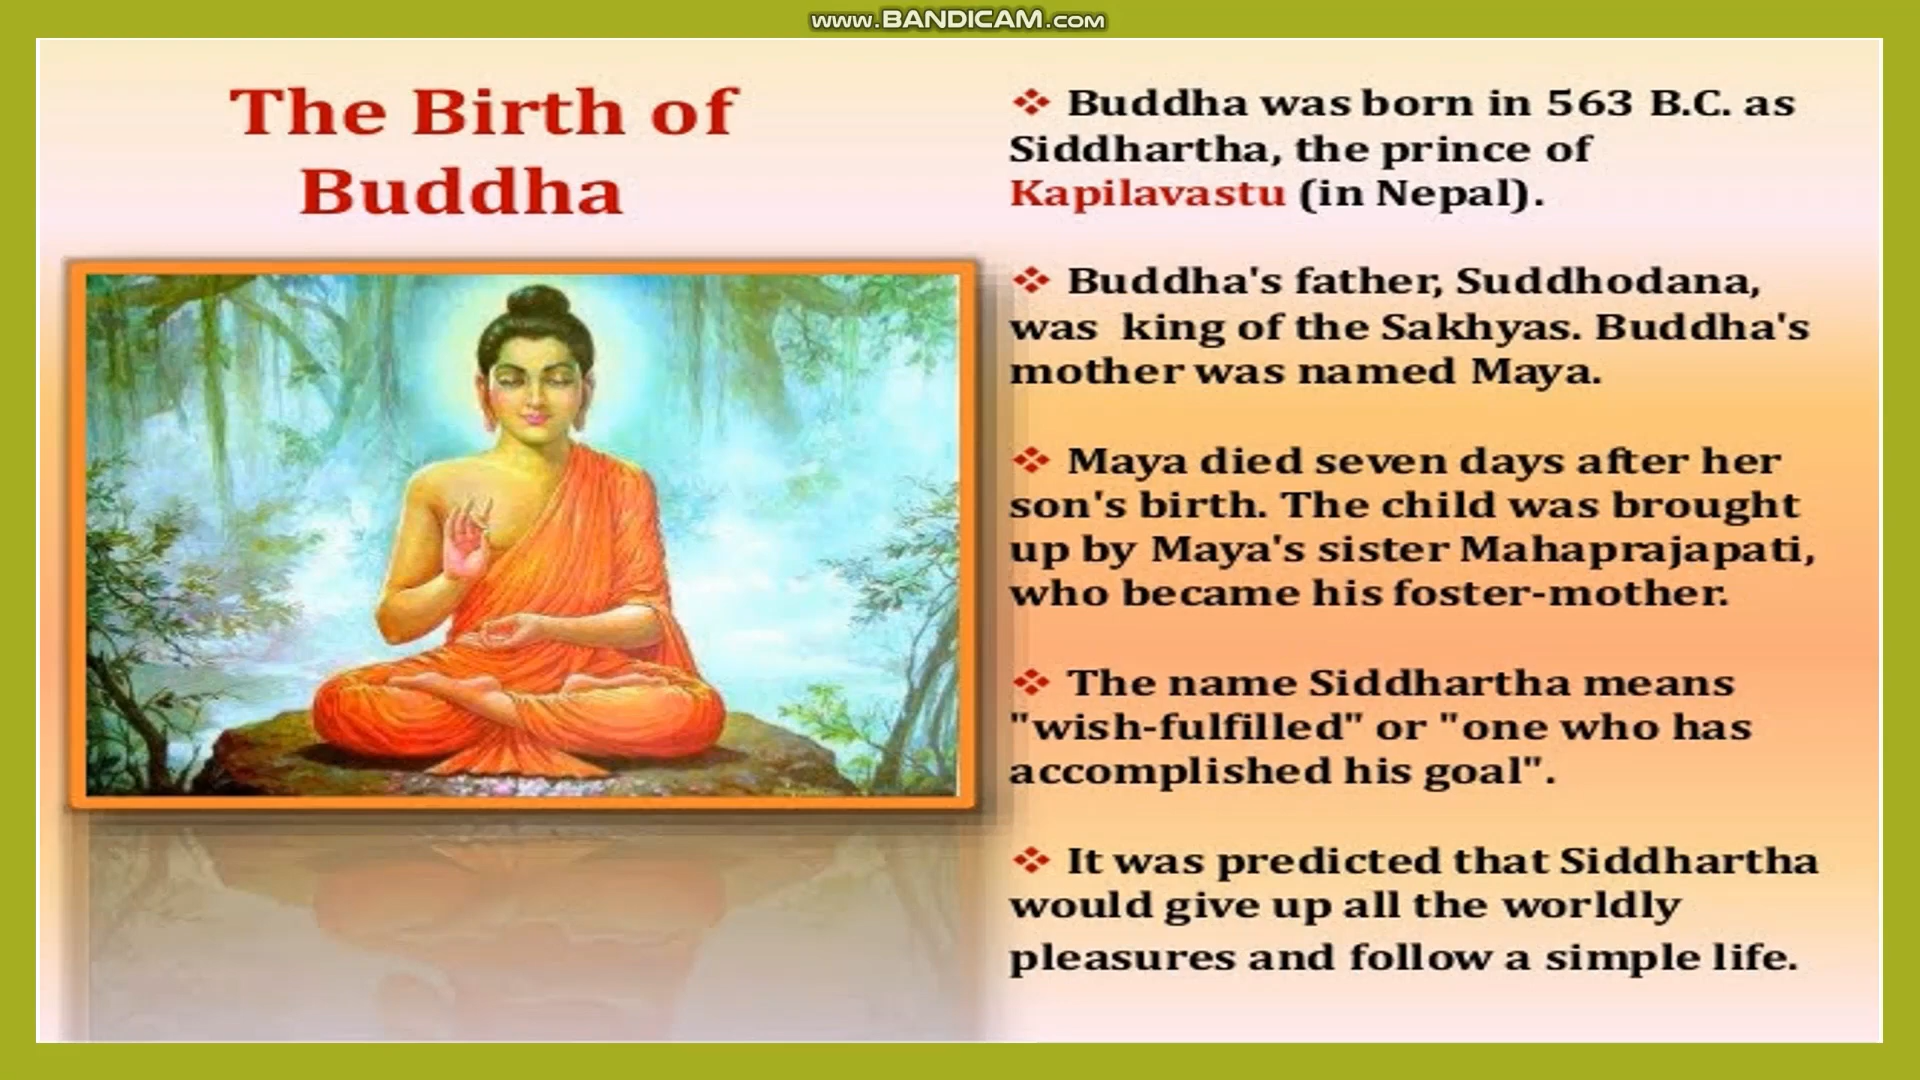 www.BANDICAM.com
The Birth of
Buddha
❖ Buddha was born in 563 B.C. as
Siddhartha, the prince of
Kapilavastu (in Nepal).
❖ Buddha's father, Suddhodana,
was king of the Sakhyas. Buddha's
mother was named Maya.
❖ Maya died seven days after her
son's birth. The child was brought
up by Maya's sister Mahaprajapati,
who became his foster-mother.
❖ The name Siddhartha means
"wish-fulfilled" or "one who has
accomplished his goal".
❖ It was predicted that Siddhartha
would give up all the worldly
pleasures and follow a simple life.